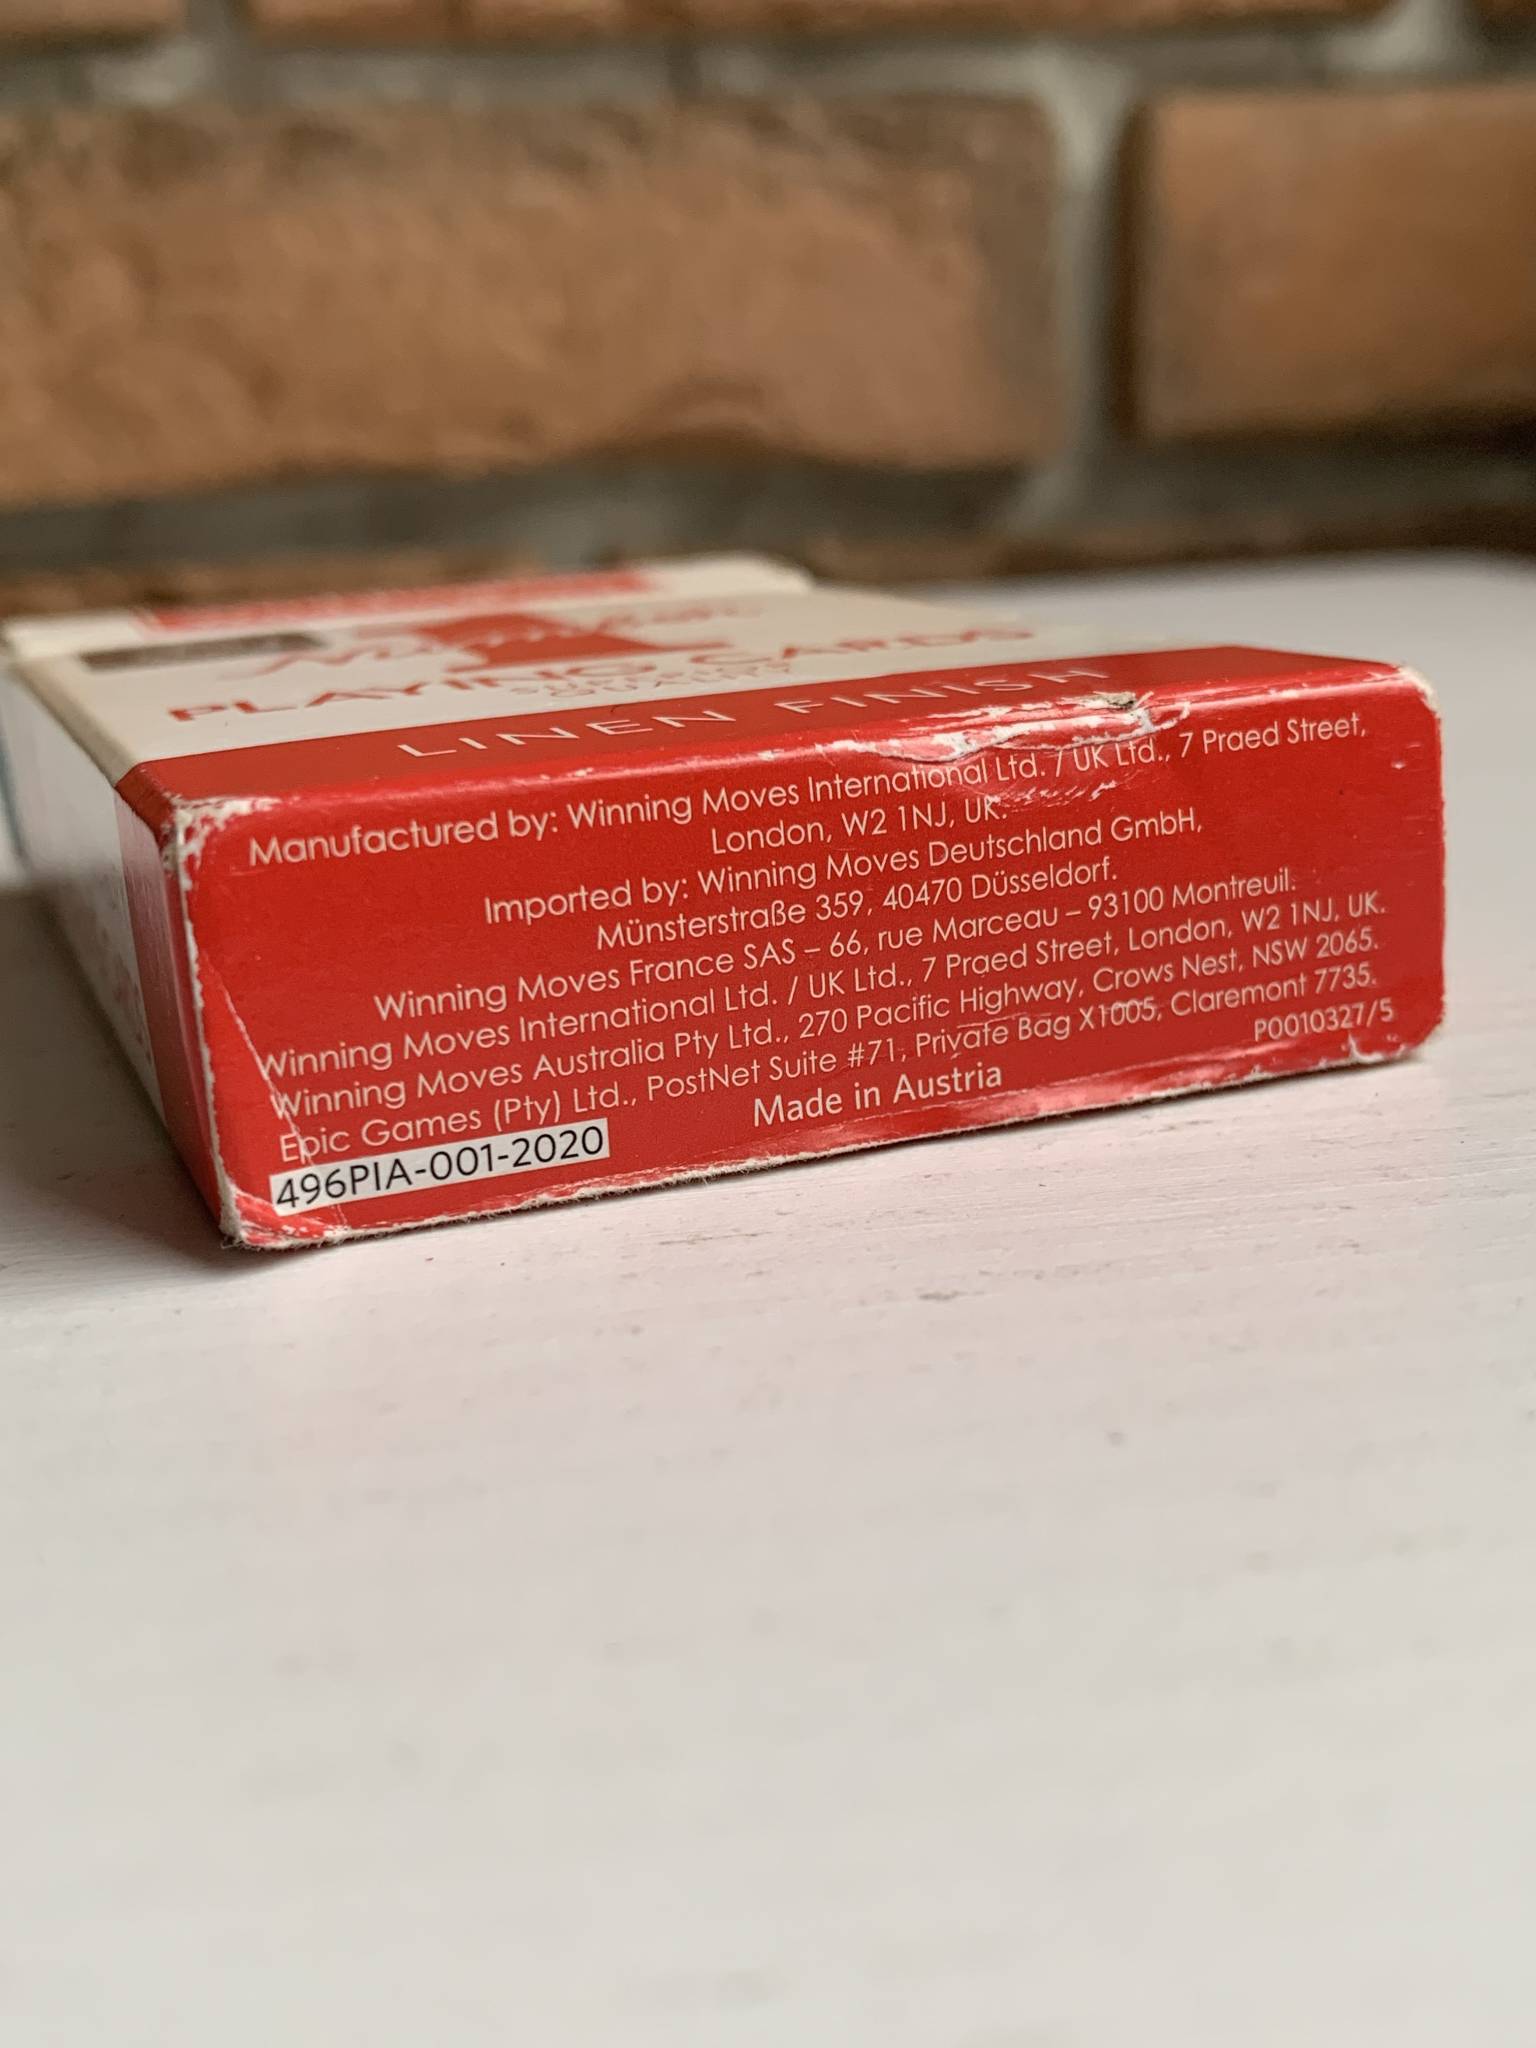 Number
1
PLAYING CARDS
SUPERIOR
QUALITY
LINEN FINISH
Manufactured by: Winning Moves International Ltd. / UK Ltd., 7 Praed Street,
London, W2 1NJ, UK.
Imported by: Winning Moves Deutschland GmbH,
Münsterstraße 359, 40470 Düsseldorf.
Winning Moves France SAS – 66, rue Marceau – 93100 Montreuil.
Winning Moves International Ltd. / UK Ltd., 7 Praed Street, London, W2 1NJ, UK.
Winning Moves Australia Pty Ltd., 270 Pacific Highway, Crows Nest, NSW 2065.
Epic Games (Pty) Ltd., PostNet Suite #71, Private Bag X1005, Claremont 7735.
496PIA-001-2020
Made in Austria
P0010327/5